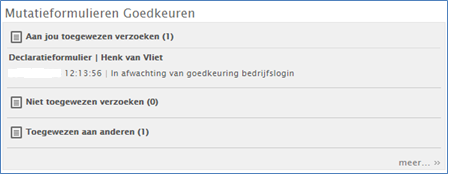 Mutatieformulieren Goedkeuren
Aan jou toegewezen verzoeken (1)
Declaratieformulier | Henk van Vliet
12:13:56 | In afwachting van goedkeuring bedrijfslogin
Niet toegewezen verzoeken (0)
Toegewezen aan anderen (1)
meer... »